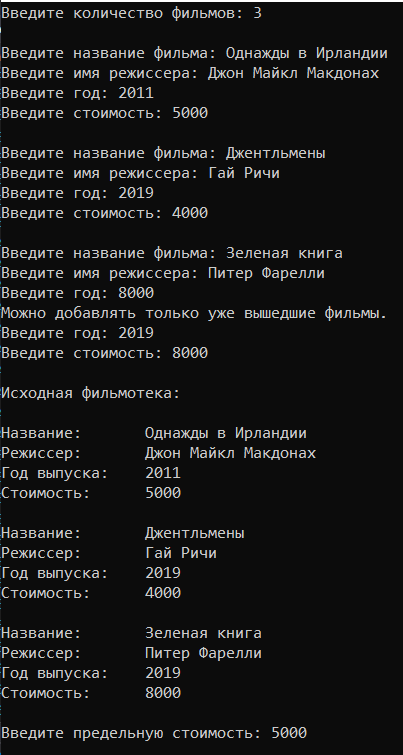 Введите количество фильмов: 3
Введите название фильма: Однажды в Ирландии
Введите имя режиссера: Джон Майкл Макдонах
Введите год: 2011
Введите стоимость: 5000
Введите название фильма: Джентльмены
Введите имя режиссера: Гай Ричи
Введите год: 2019
Введите стоимость: 4000
Введите название фильма: Зеленая книга
Введите имя режиссера: Питер Фарелли
Введите год: 8000
Можно добавлять только уже вышедшие фильмы.
Введите год: 2019
Введите стоимость: 8000
Исходная фильмотека:
Название: Однажды в Ирландии
Режиссер: Джон Майкл Макдонах
Год выпуска: 2011
Стоимость: 5000
Название: Джентльмены
Режиссер: Гай Ричи
Год выпуска: 2019
Стоимость: 4000
Название: Зеленая книга
Режиссер: Питер Фарелли
Год выпуска: 2019
Стоимость: 8000
Введите предельную стоимость: 5000